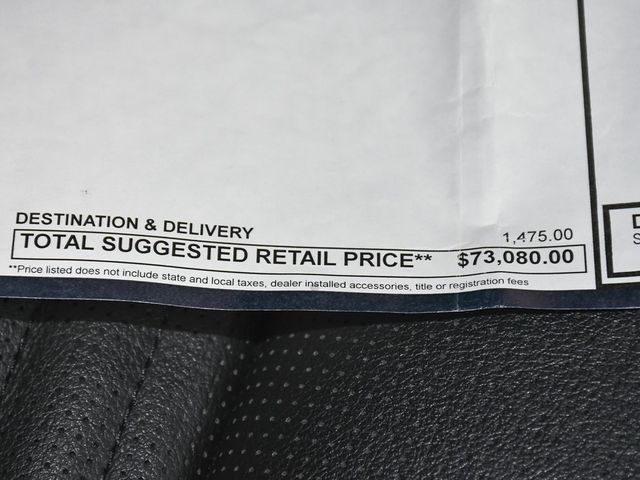 DESTINATION & DELIVERY 1,475.00
TOTAL SUGGESTED RETAIL PRICE** $73,080.00
**Price listed does not include state and local taxes, dealer installed accessories, title or registration fees